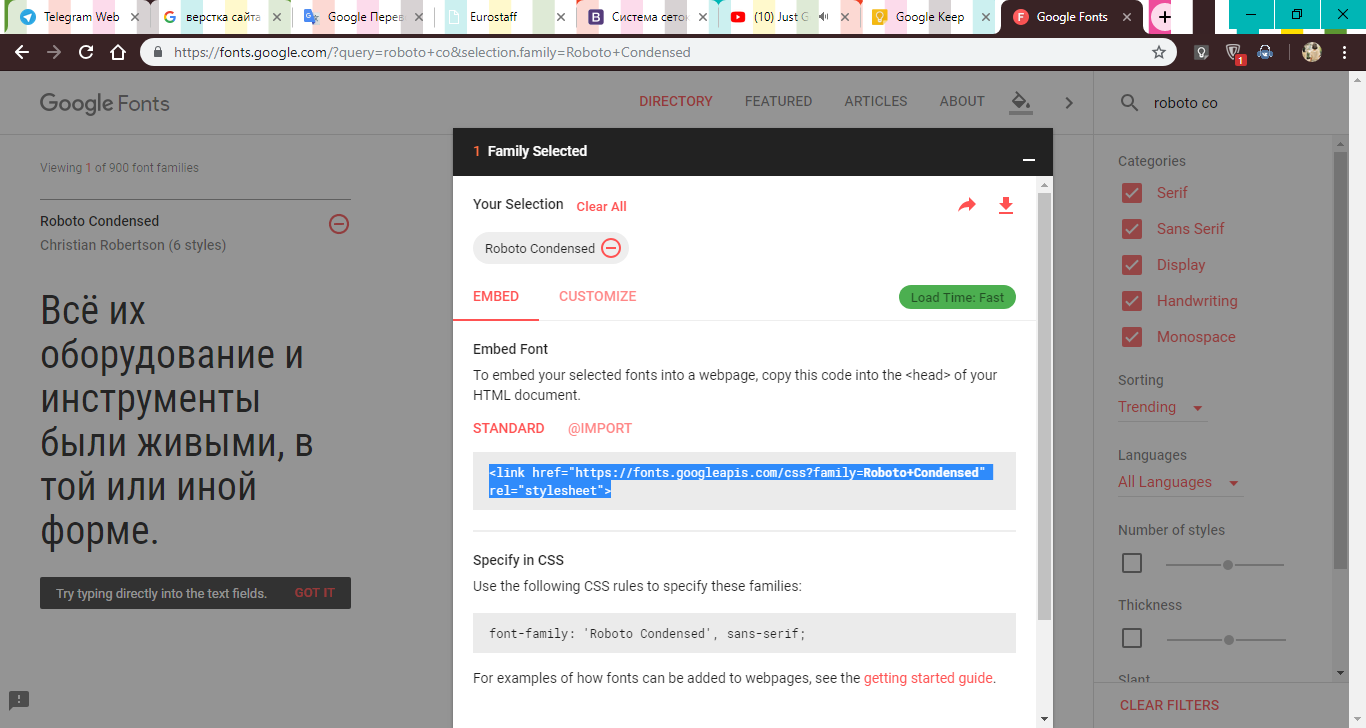 Telegram Web
верстка сайта
Google Перев
Eurostaff
Система сеток
(10) Just G
Google Keep
Google Fonts
https://fonts.google.com/?query=roboto+co&selection.family=Roboto+Condensed
1
Google Fonts
DIRECTORY
FEATURED
ARTICLES
ABOUT
roboto co
Viewing 1 of 900 font families
Roboto Condensed
Christian Robertson (6 styles)
Всё их
оборудование и
инструменты
были живыми, в
той или иной
форме.
Try typing directly into the text fields.
GOT IT
1 Family Selected
Your Selection
Clear All
Roboto Condensed
EMBED
CUSTOMIZE
Load Time: Fast
Embed Font
To embed your selected fonts into a webpage, copy this code into the <head> of your
HTML document.
STANDARD
@IMPORT
<link href="https://fonts.googleapis.com/css?family=Roboto+Condensed"
rel="stylesheet">
Specify in CSS
Use the following CSS rules to specify these families:
font-family: 'Roboto Condensed', sans-serif;
For examples of how fonts can be added to webpages, see the getting started guide.
Categories
Serif
Sans Serif
Display
Handwriting
Monospace
Sorting
Trending
Languages
All Languages
Number of styles
Thickness
Slant
CLEAR FILTERS